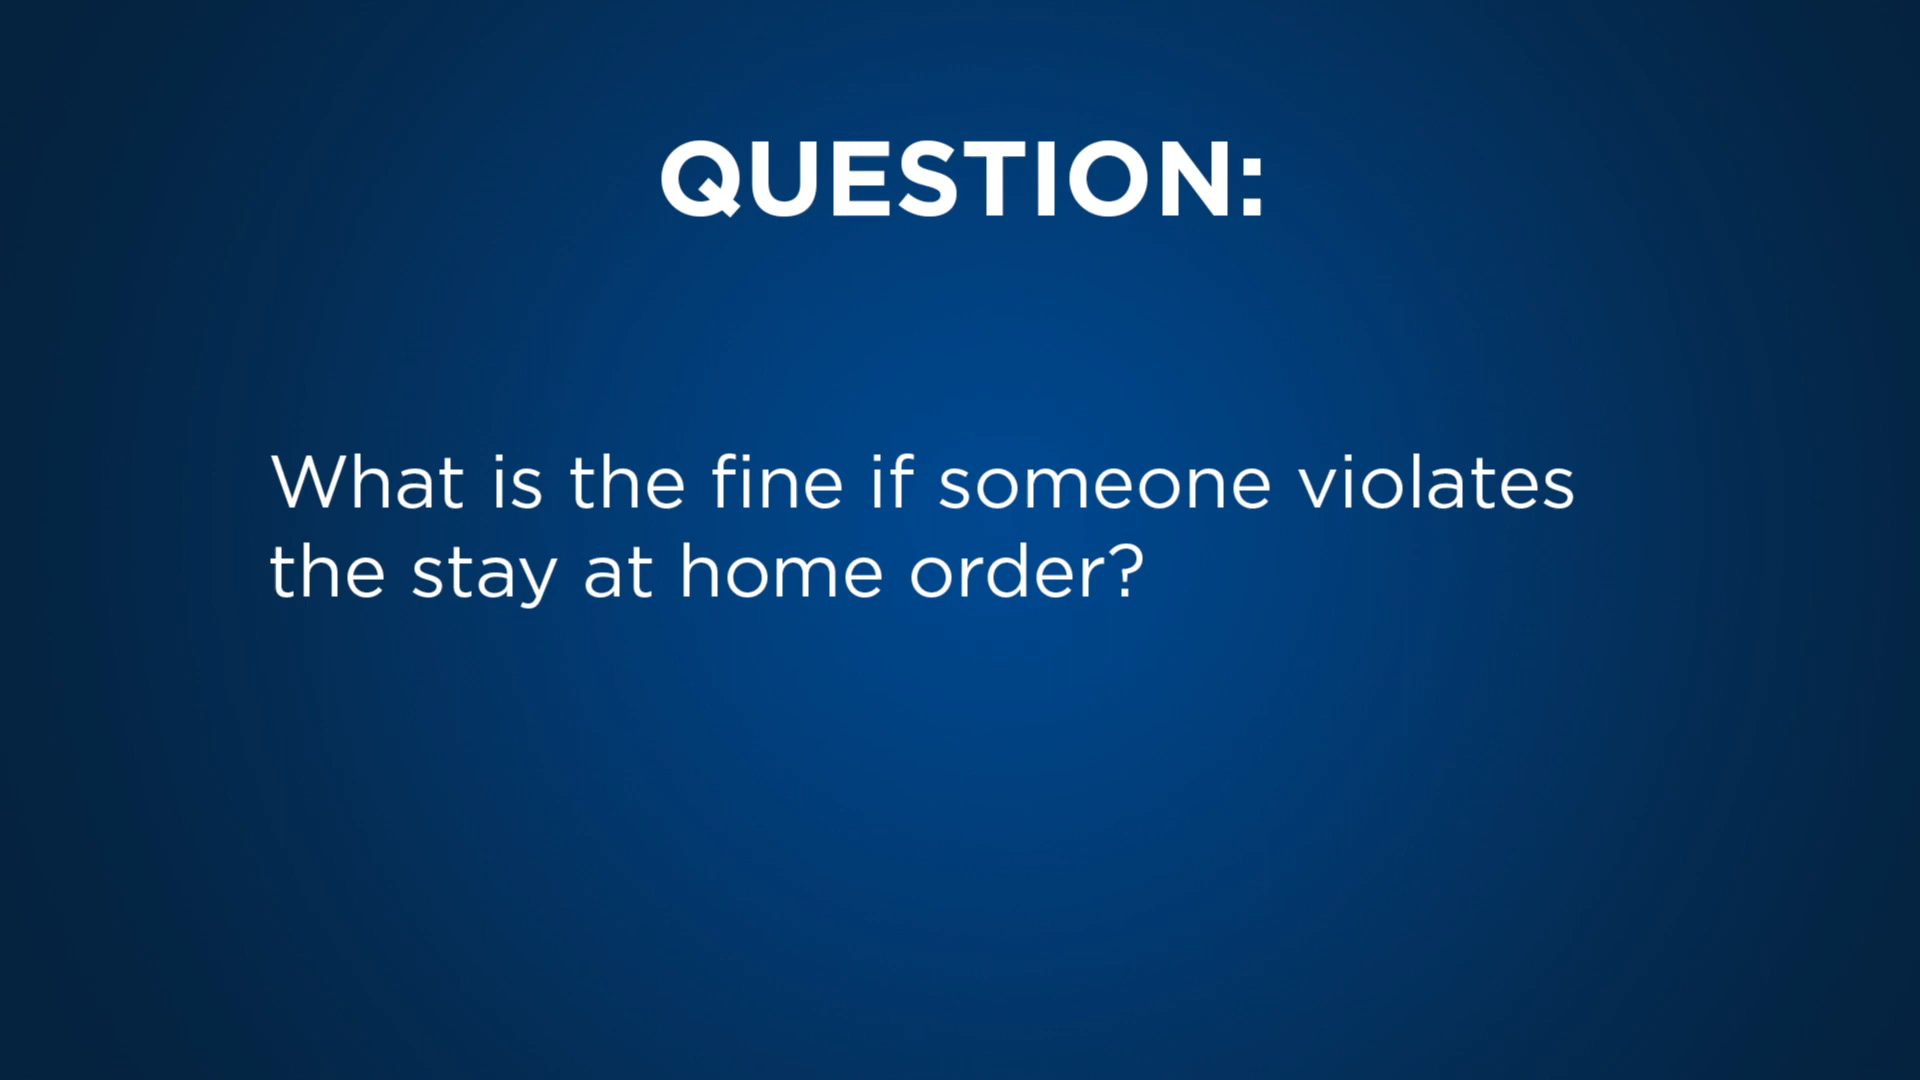 QUESTION:
What is the fine if someone violates
the stay at home order?